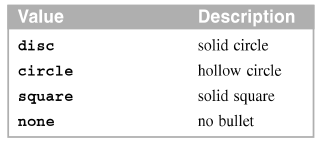 Value Description
disc solid circle
circle hollow circle
square solid square
none no bullet